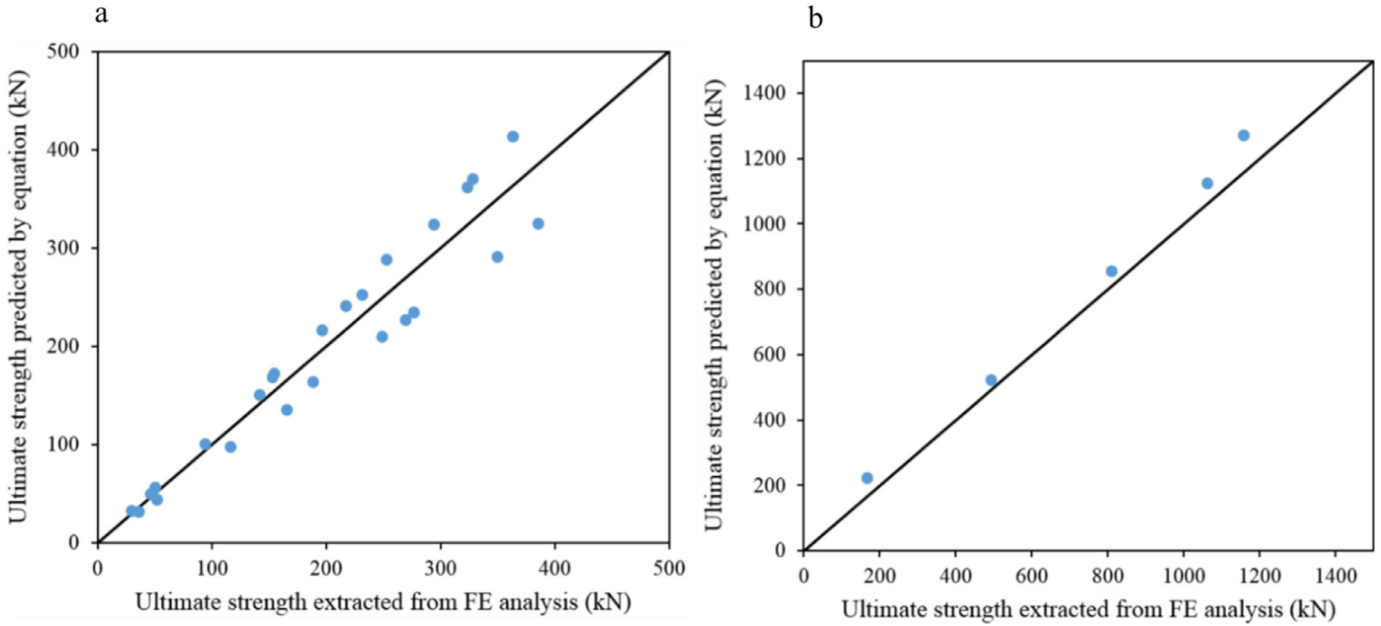 a
Ultimate strength predicted by equation (kN)
500
400
300
200
100
0
0 100 200 300 400 500
Ultimate strength extracted from FE analysis (kN)
b
Ultimate strength predicted by equation (kN)
1400
1200
1000
800
600
400
200
0
0 200 400 600 800 1000 1200 1400
Ultimate strength extracted from FE analysis (kN)